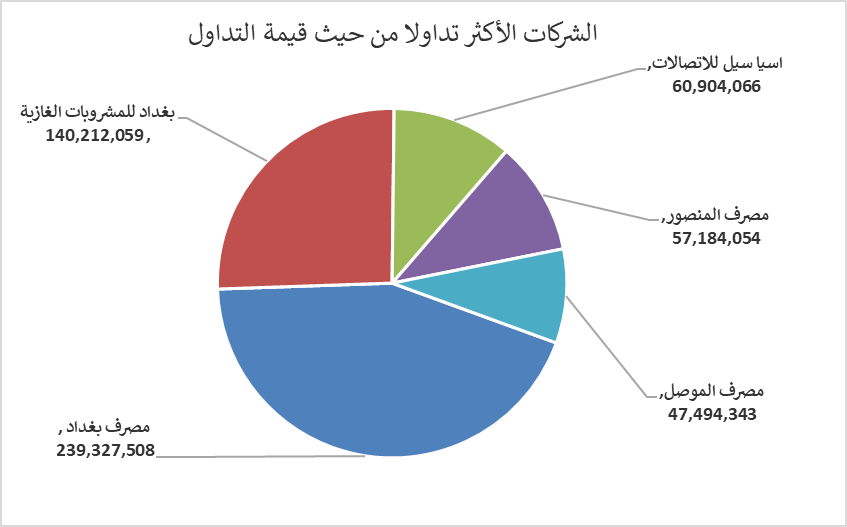 الشركات الأكثر تداولا من حيث قيمة التداول
اسيا سيل للاتصالات,
60,904,066
بغداد للمشروبات الغازية
140,212,059 ,
مصرف المنصور,
57,184,054
مصرف الموصل,
47,494,343
مصرف بغداد ,
239,327,508